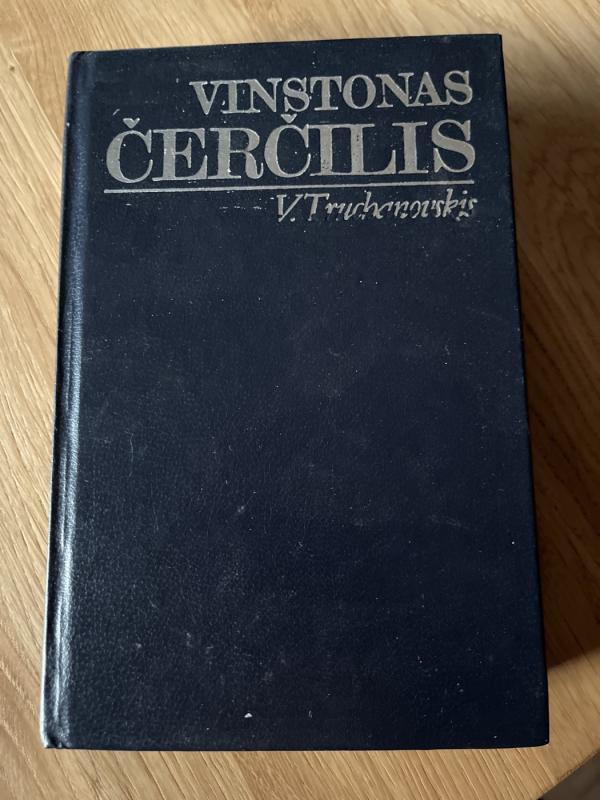 VINSTONAS
ČERČILIS
V. Truchanovskis